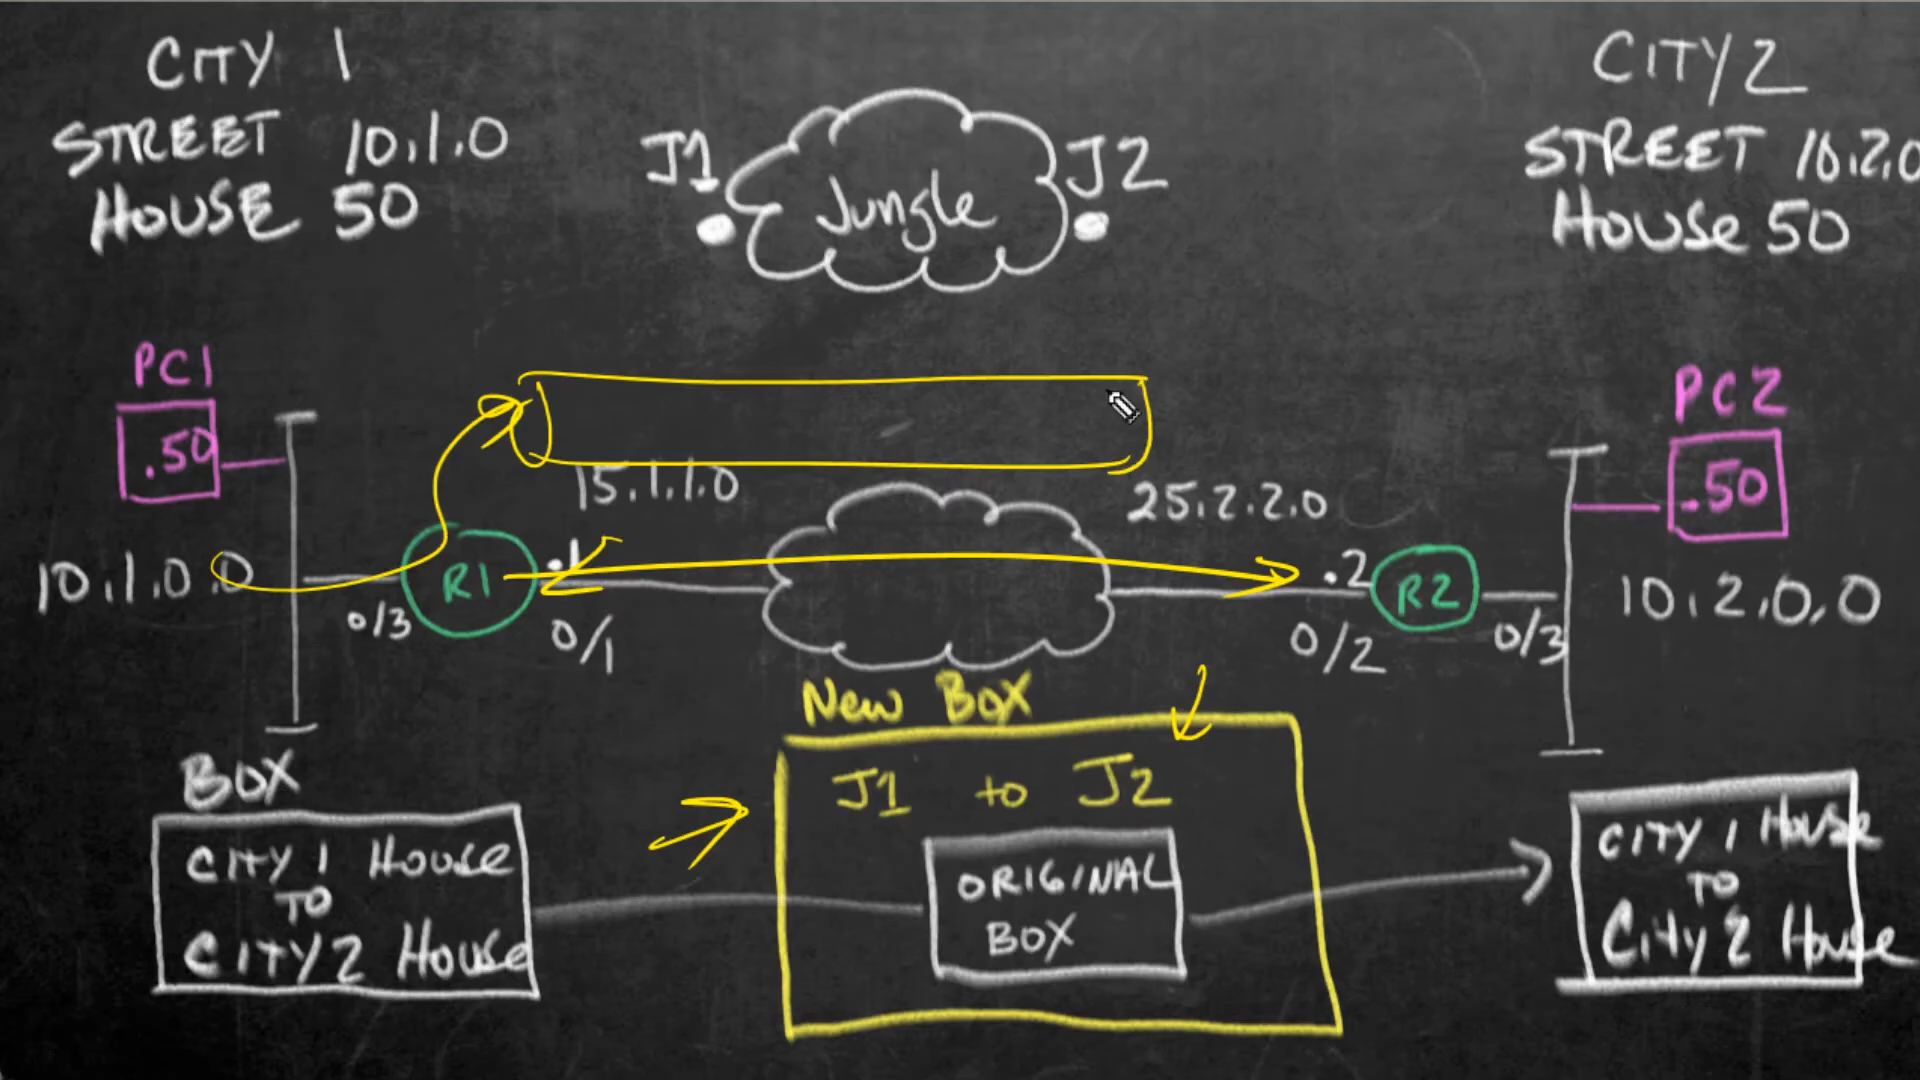 CITY 1
STREET 10.1.0
HOUSE 50
J1
Jungle
J2
CITY 2
STREET 10.2.0
HOUSE 50
PC1
.50
10.1.0.0
0/3
R1
.1
0/1
15.1.1.0
25.2.2.0
.2
0/2
R2
0/3
PC2
.50
10.2.0.0
BOX
CITY 1 HOUSE
TO
CITY 2 HOUSE
New BOX
J1 to J2
ORIGINAL
BOX
CITY 1 HOUSE
TO
City 2 House